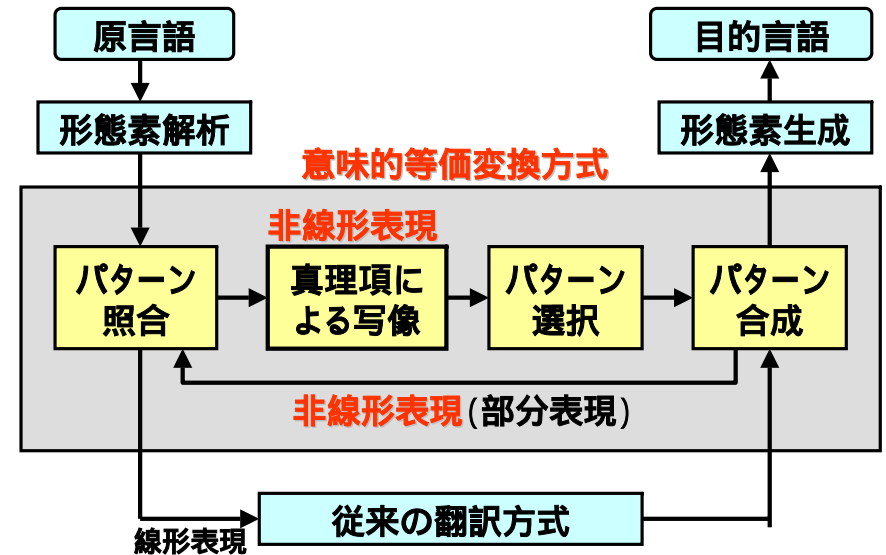 原言語
目的言語
形態素解析
形態素生成
意味的等価変換方式
非線形表現
パターン
照合
真理項に
よる写像
パターン
選択
パターン
合成
非線形表現(部分表現)
従来の翻訳方式
線形表現